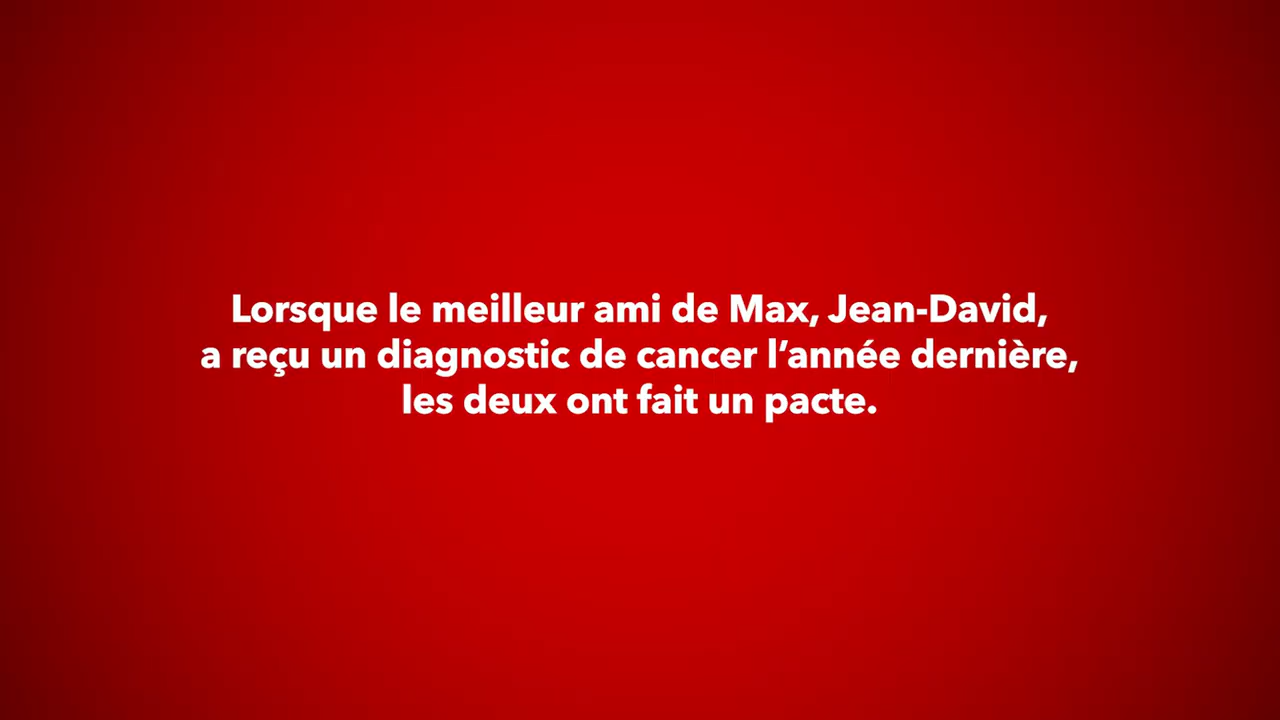 Lorsque le meilleur ami de Max, Jean-David,
a reçu un diagnostic de cancer l’année dernière,
les deux ont fait un pacte.